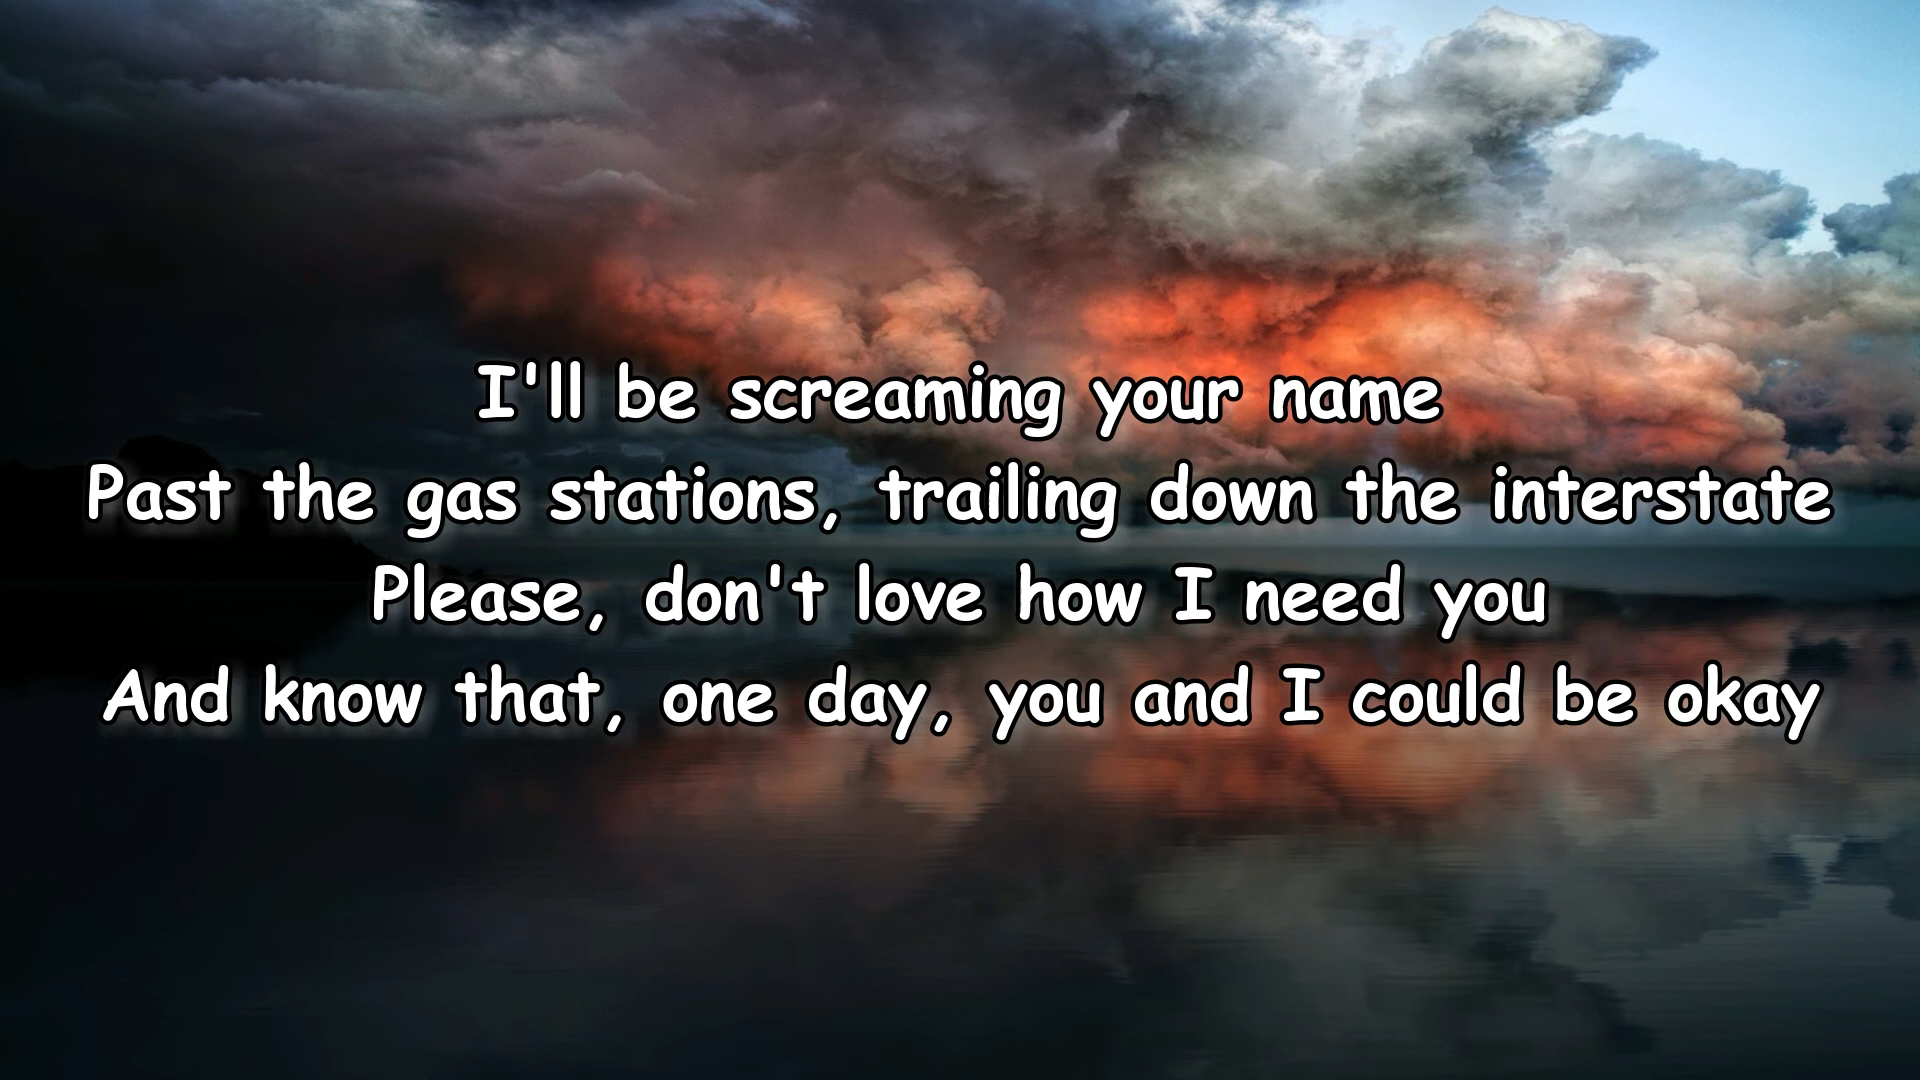 I'll be screaming your name
Past the gas stations, trailing down the interstate
Please, don't love how I need you
And know that, one day, you and I could be okay